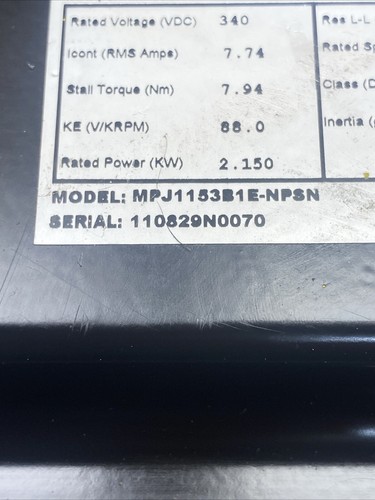 Rated Voltage (VDC) 340 Res L-L
Icont (RMS Amps) 7.74 Rated Sp
Stall Torque (Nm) 7.94 Class (D
KE (V/KRPM) 88.0 Inertia (
Rated Power (KW) 2.150
MODEL: MPJ1153B1E-NPSN
SERIAL: 110829N0070